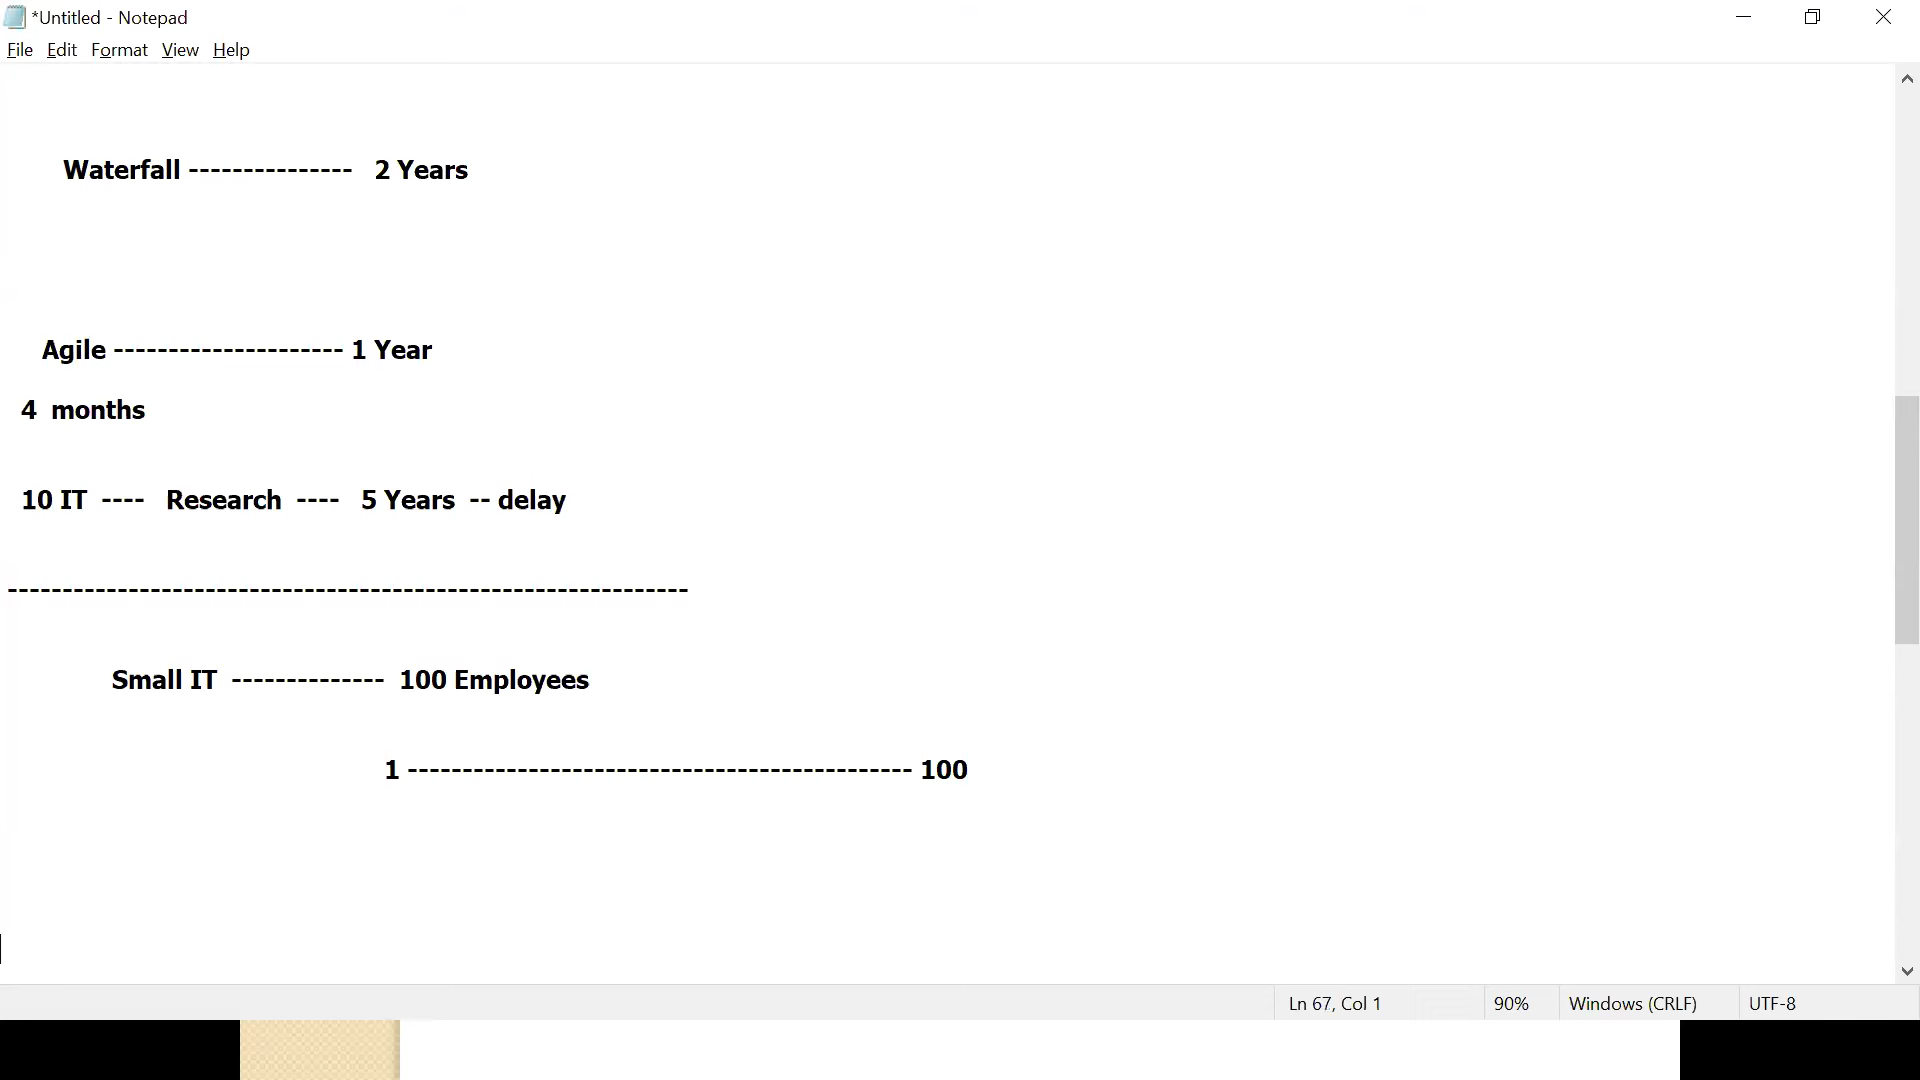 *Untitled - Notepad
File Edit Format View Help
Waterfall --------------- 2 Years
Agile --------------------- 1 Year
4 months
10 IT ---- Research ---- 5 Years -- delay
--------------------------------------------------------------
Small IT -------------- 100 Employees
1 ---------------------------------------------- 100
Ln 67, Col 1 90% Windows (CRLF) UTF-8